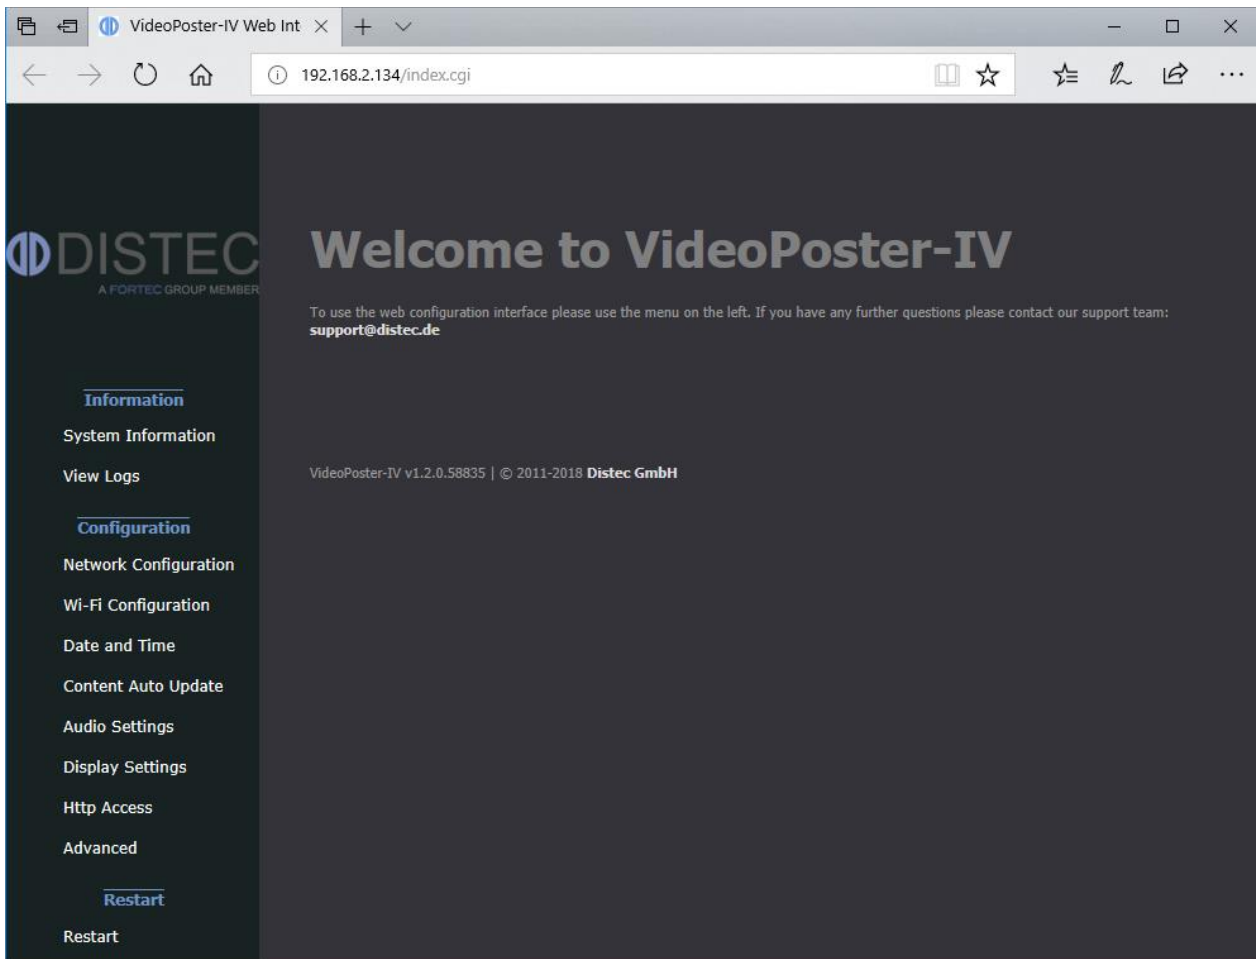 VideoPoster-IV Web Int
192.168.2.134/index.cgi
DISTEC
A FORTEC GROUP MEMBER
Information
System Information
View Logs
Configuration
Network Configuration
Wi-Fi Configuration
Date and Time
Content Auto Update
Audio Settings
Display Settings
Http Access
Advanced
Restart
Restart
Welcome to VideoPoster-IV
To use the web configuration interface please use the menu on the left. If you have any further questions please contact our support team:
support@distec.de
VideoPoster-IV v1.2.0.58835 | © 2011-2018 Distec GmbH